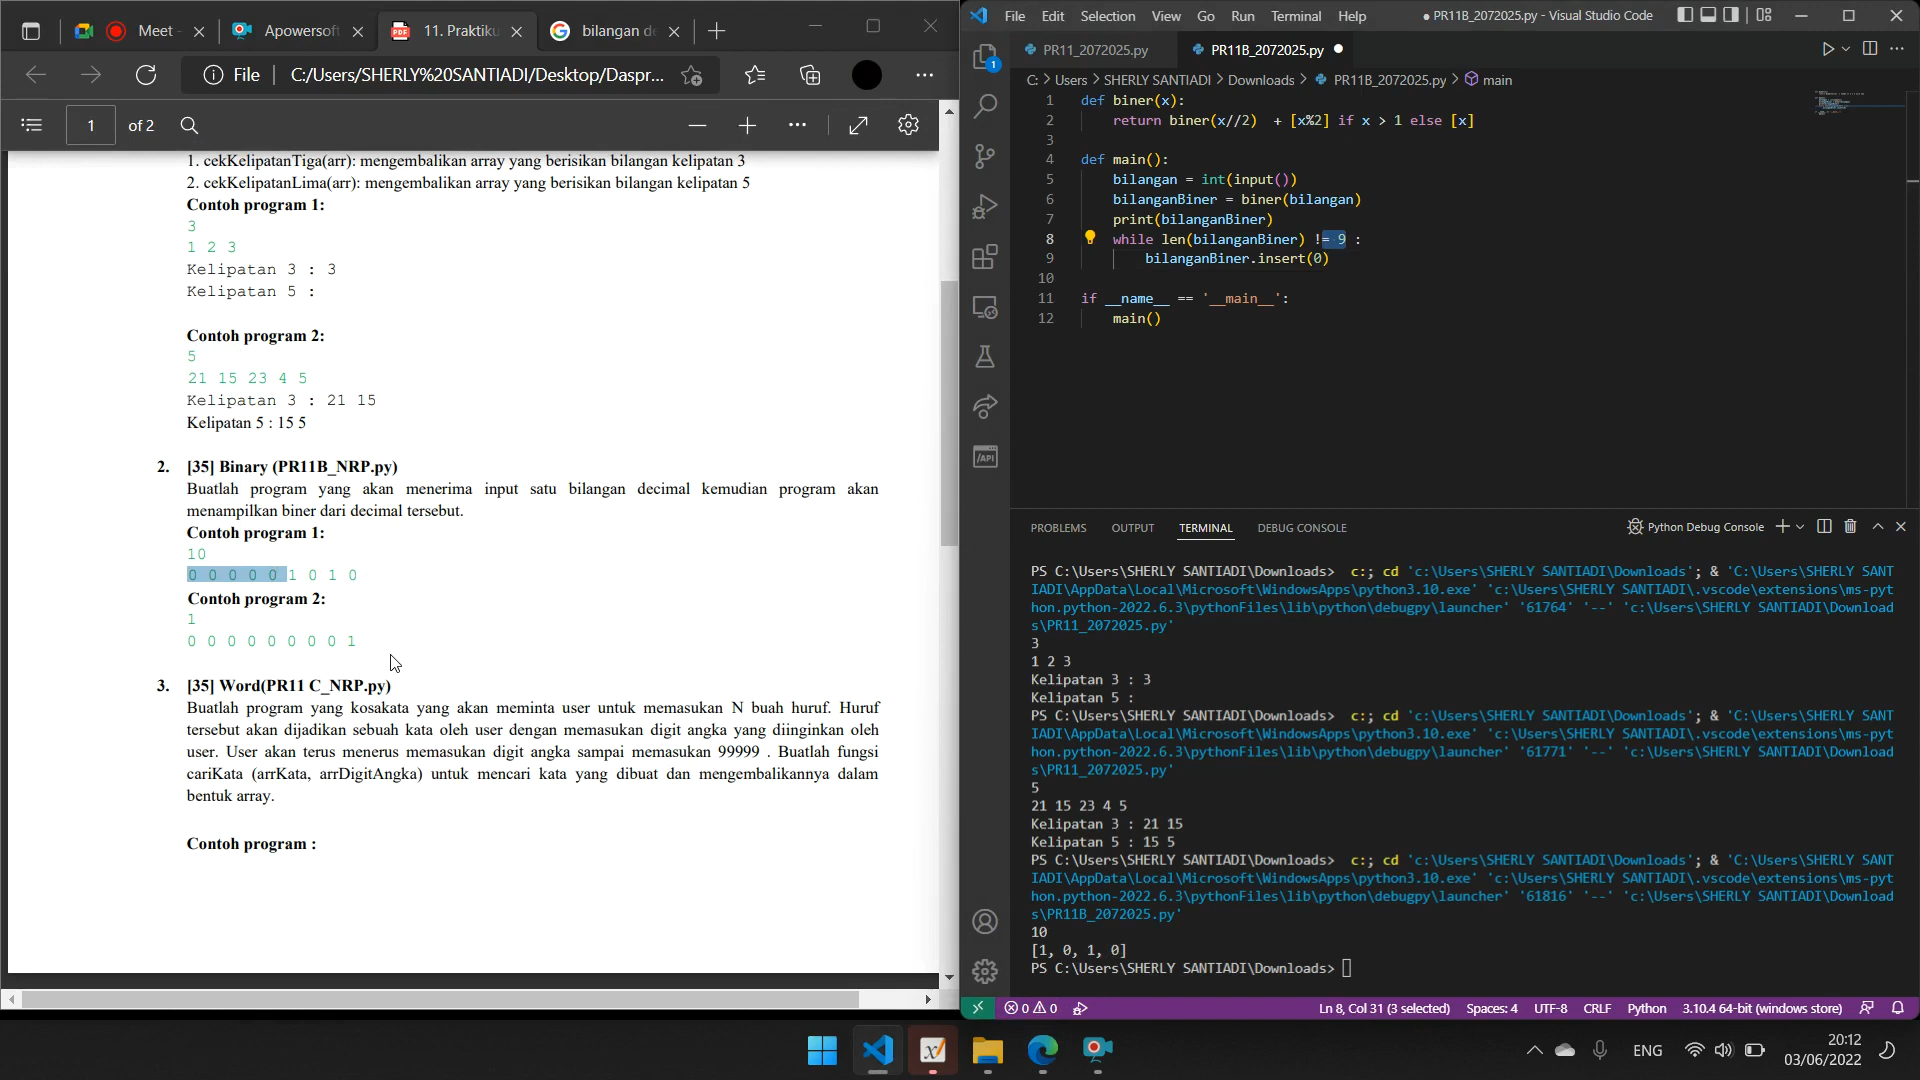 Meet
Apowersoft
11. Praktiku
bilangan de
File
C:/Users/SHERLY%20SANTIADI/Desktop/Daspr...
1
of 2
1. cekKelipatanTiga(arr): mengembalikan array yang berisikan bilangan kelipatan 3
2. cekKelipatanLima(arr): mengembalikan array yang berisikan bilangan kelipatan 5
Contoh program 1:
3
1 2 3
Kelipatan 3 : 3
Kelipatan 5 :
Contoh program 2:
5
21 15 23 4 5
Kelipatan 3 : 21 15
Kelipatan 5 : 15 5
2. [35] Binary (PR11B_NRP.py)
Buatlah program yang akan menerima input satu bilangan decimal kemudian program akan
menampilkan biner dari decimal tersebut.
Contoh program 1:
10
0 0 0 0 0 1 0 1 0
Contoh program 2:
1
0 0 0 0 0 0 0 0 1
3. [35] Word(PR11 C_NRP.py)
Buatlah program yang kosakata yang akan meminta user untuk memasukan N buah huruf. Huruf
tersebut akan dijadikan sebuah kata oleh user dengan memasukan digit angka yang diinginkan oleh
user. User akan terus menerus memasukan digit angka sampai memasukan 99999 . Buatlah fungsi
cariKata (arrKata, arrDigitAngka) untuk mencari kata yang dibuat dan mengembalikannya dalam
bentuk array.
Contoh program :
File Edit Selection View Go Run Terminal Help
● PR11B_2072025.py - Visual Studio Code
PR11_2072025.py
PR11B_2072025.py ●
C: > Users > SHERLY SANTIADI > Downloads > PR11B_2072025.py > main
1 def biner(x):
2 return biner(x//2) + [x%2] if x > 1 else [x]
3
4 def main():
5 bilangan = int(input())
6 bilanganBiner = biner(bilangan)
7 print(bilanganBiner)
8 while len(bilanganBiner) != 9 :
9 bilanganBiner.insert(0)
10
11 if __name__ == '__main__':
12 main()
1
/API
PROBLEMS OUTPUT TERMINAL DEBUG CONSOLE
Python Debug Console
PS C:\Users\SHERLY SANTIADI\Downloads> c:; cd 'c:\Users\SHERLY SANTIADI\Downloads'; & 'C:\Users\SHERLY SANT
IADI\AppData\Local\Microsoft\WindowsApps\python3.10.exe' 'c:\Users\SHERLY SANTIADI\.vscode\extensions\ms-pyt
hon.python-2022.6.3\pythonFiles\lib\python\debugpy\launcher' '61764' '--' 'c:\Users\SHERLY SANTIADI\Download
s\PR11_2072025.py'
3
1 2 3
Kelipatan 3 : 3
Kelipatan 5 :
PS C:\Users\SHERLY SANTIADI\Downloads> c:; cd 'c:\Users\SHERLY SANTIADI\Downloads'; & 'C:\Users\SHERLY SANT
IADI\AppData\Local\Microsoft\WindowsApps\python3.10.exe' 'c:\Users\SHERLY SANTIADI\.vscode\extensions\ms-pyt
hon.python-2022.6.3\pythonFiles\lib\python\debugpy\launcher' '61771' '--' 'c:\Users\SHERLY SANTIADI\Download
s\PR11_2072025.py'
5
21 15 23 4 5
Kelipatan 3 : 21 15
Kelipatan 5 : 15 5
PS C:\Users\SHERLY SANTIADI\Downloads> c:; cd 'c:\Users\SHERLY SANTIADI\Downloads'; & 'C:\Users\SHERLY SANT
IADI\AppData\Local\Microsoft\WindowsApps\python3.10.exe' 'c:\Users\SHERLY SANTIADI\.vscode\extensions\ms-pyt
hon.python-2022.6.3\pythonFiles\lib\python\debugpy\launcher' '61816' '--' 'c:\Users\SHERLY SANTIADI\Download
s\PR11B_2072025.py'
10
[1, 0, 1, 0]
PS C:\Users\SHERLY SANTIADI\Downloads>
0 0
Ln 8, Col 31 (3 selected) Spaces: 4 UTF-8 CRLF Python 3.10.4 64-bit (windows store)
ENG
20:12
03/06/2022